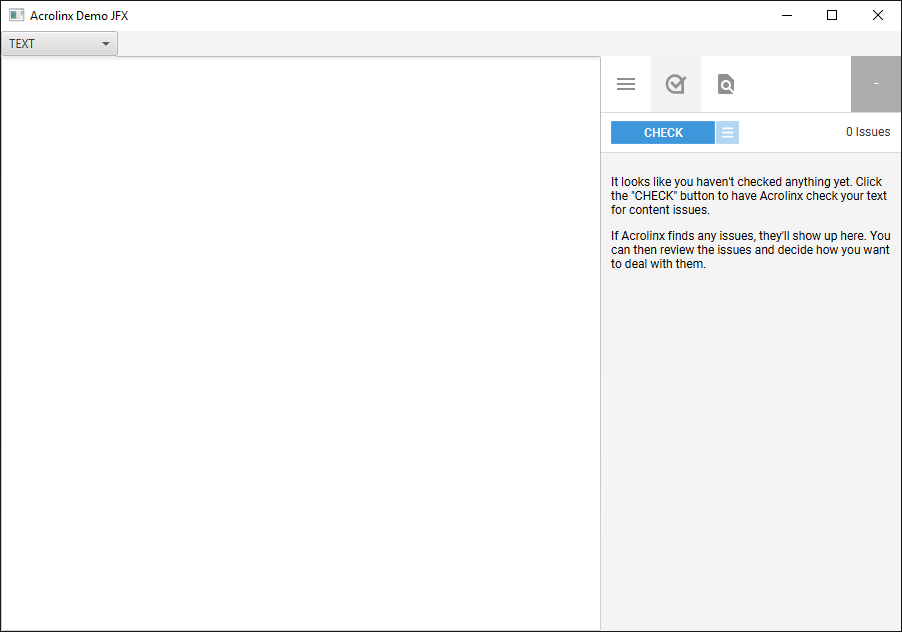 Acrolinx Demo JFX
TEXT
-
CHECK
0 Issues
It looks like you haven't checked anything yet. Click
the "CHECK" button to have Acrolinx check your text
for content issues.
If Acrolinx finds any issues, they'll show up here. You
can then review the issues and decide how you want
to deal with them.